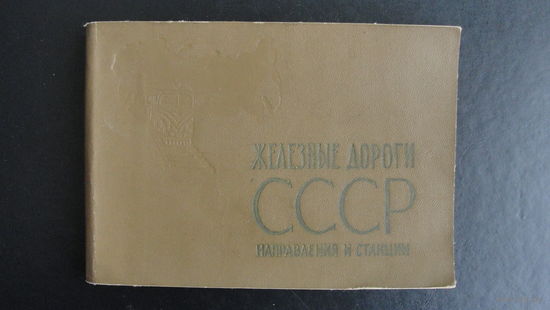 ЖЕЛЕЗНЫЕ ДОРОГИ
СССР
НАПРАВЛЕНИЯ И СТАНЦИИ